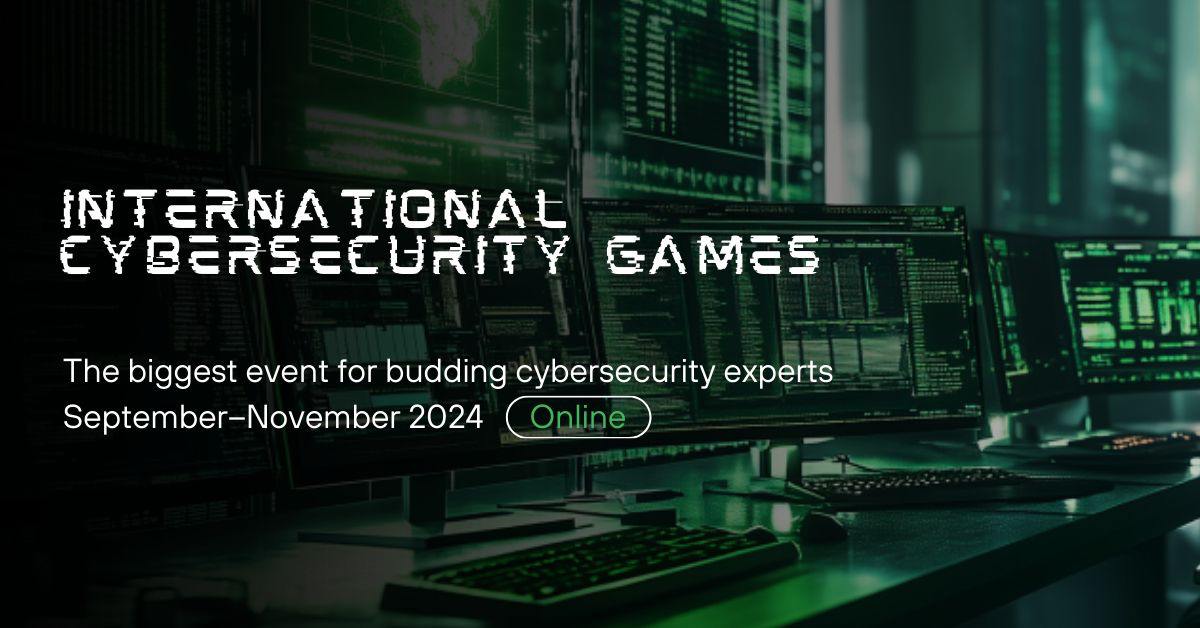 INTERNATIONAL
CYBERSECURITY GAMES
The biggest event for budding cybersecurity experts
September–November 2024 Online